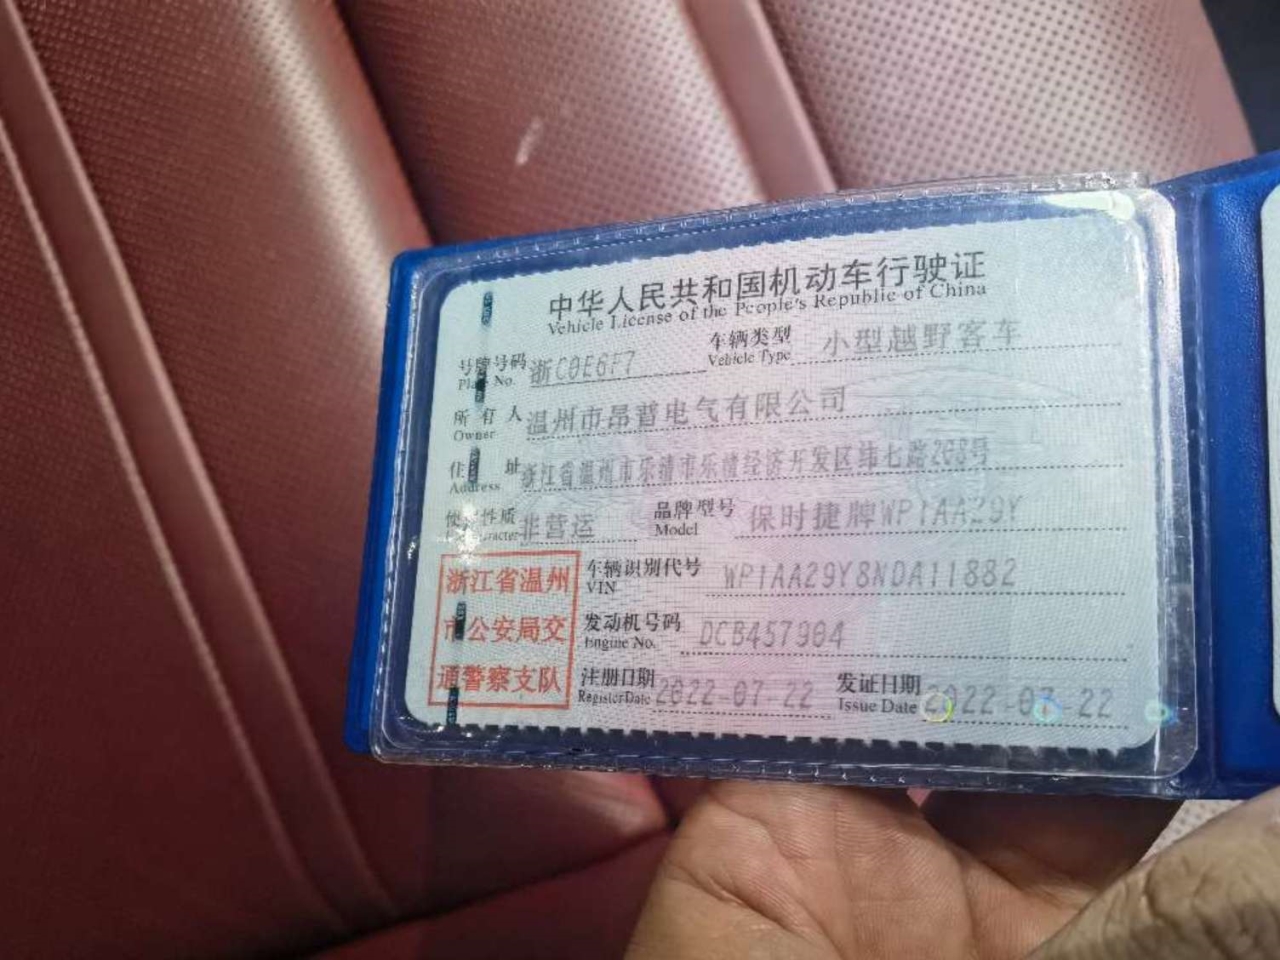 中华人民共和国机动车行驶证
Vehicle License of the People's Republic of China
号牌号码 浙C0E6F7 车辆类型 小型越野客车
Plate No. Vehicle Type
所有人 温州市昂普电气有限公司
Owner
住址 浙江省温州市乐清市乐清经济开发区纬七路268号
Address
使用性质 非营运 品牌型号 保时捷牌WP1AA29Y
Character Model
浙江省温州
市公安局交
通警察支队
车辆识别代号 WP1AA29Y8NDA11882
VIN
发动机号码 DCB457904
Engine No.
注册日期 2022-07-22 发证日期 2022-07-22
Register Date Issue Date